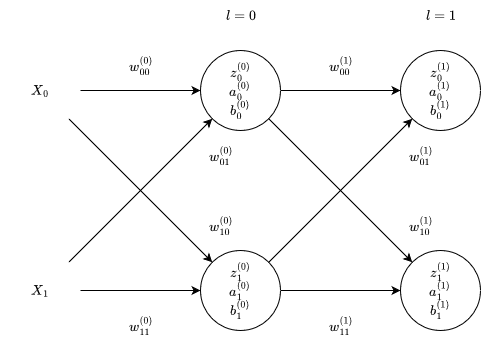 l = 0
l = 1
w_{00}^{(0)}
w_{00}^{(1)}
X_0
z_0^{(0)}
a_0^{(0)}
b_0^{(0)}
z_0^{(1)}
a_0^{(1)}
b_0^{(1)}
w_{01}^{(0)}
w_{01}^{(1)}
w_{10}^{(0)}
w_{10}^{(1)}
X_1
z_1^{(0)}
a_1^{(0)}
b_1^{(0)}
z_1^{(1)}
a_1^{(1)}
b_1^{(1)}
w_{11}^{(0)}
w_{11}^{(1)}